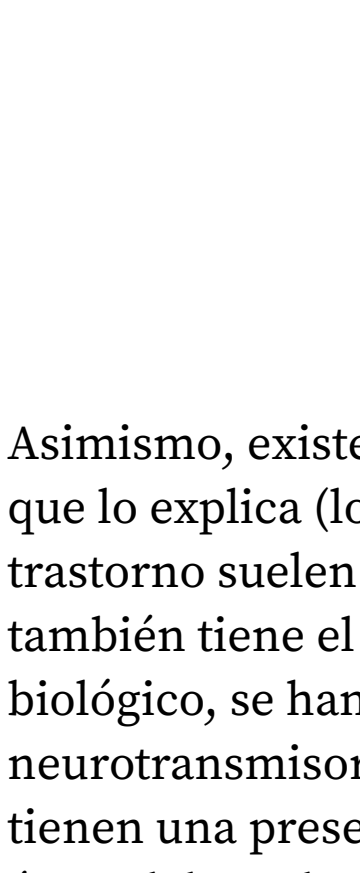 Asimismo, existe
que lo explica (lo
trastorno suelen
también tiene el
biológico, se han
neurotransmisor
tienen una prese